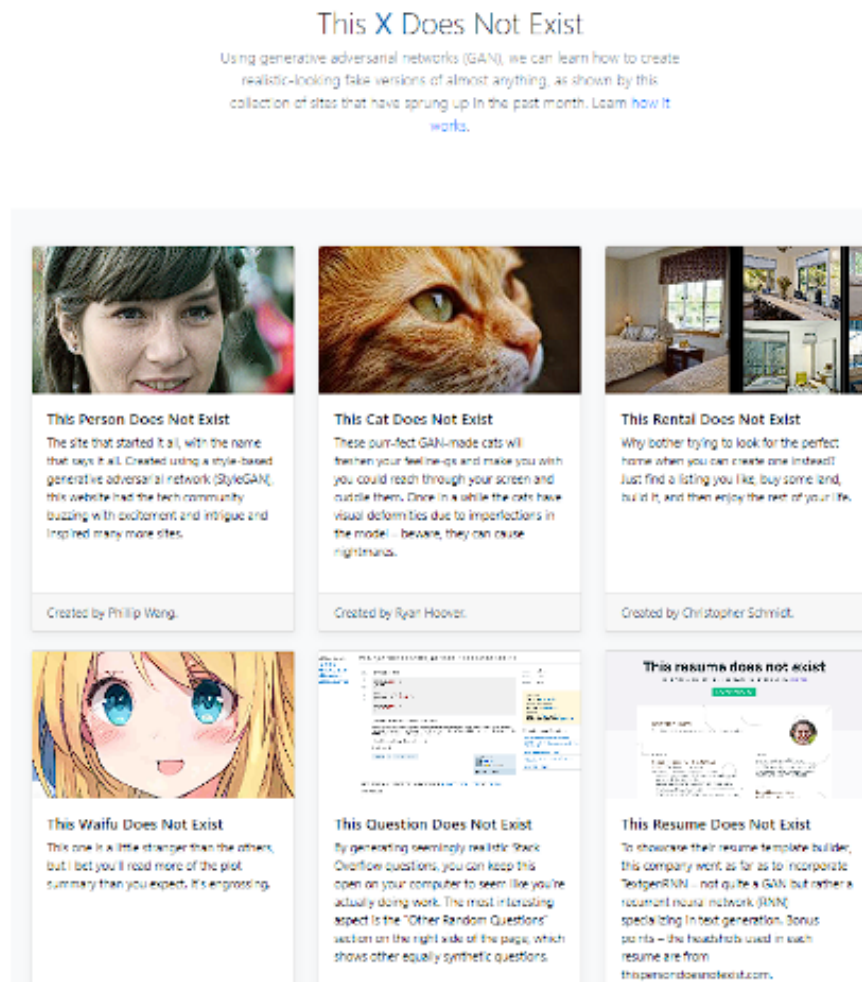 This X Does Not Exist
Using generative adversarial networks (GAN), we can learn how to create
realistic-looking fake versions of almost anything, as shown by this
collection of sites that have sprung up in the past month. Learn how it
works.
This Person Does Not Exist
The site that started it all, with the name
that says it all. Created using a style-based
generative adversarial network (StyleGAN),
this website had the tech community
buzzing with excitement and intrigue and
inspired many more sites.
Created by Phillip Wang.
This Cat Does Not Exist
These purr-fect GAN-made cats will
freshen your feeline-gs and make you wish
you could reach through your screen and
cuddle them. Once in a while the cats have
visual deformities due to imperfections in
the model – beware, they can cause
nightmares.
Created by Ryan Hoover.
This Rental Does Not Exist
Why bother trying to look for the perfect
home when you can create one instead?
Just find a listing you like, buy some land,
build it, and then enjoy the rest of your life.
Created by Christopher Schmidt.
This Waifu Does Not Exist
This one is a little stranger than the others,
but I bet you'll read more of the plot
summary than you expect. It's engrossing.
This Question Does Not Exist
By generating seemingly realistic Stack
Overflow questions, you can keep this
open on your computer to seem like you're
actually doing work. The most interesting
aspect is the "Other Random Questions"
section on the right side of the page, which
shows other equally synthetic questions.
This resume does not exist
This Resume Does Not Exist
To showcase their resume template builder,
this company went as far as to incorporate
TextgenRNN – not quite a GAN but rather a
recurrent neural network (RNN)
specializing in text generation. Bonus
points – the headshots used in each
resume are from
thispersondoesnotexist.com.